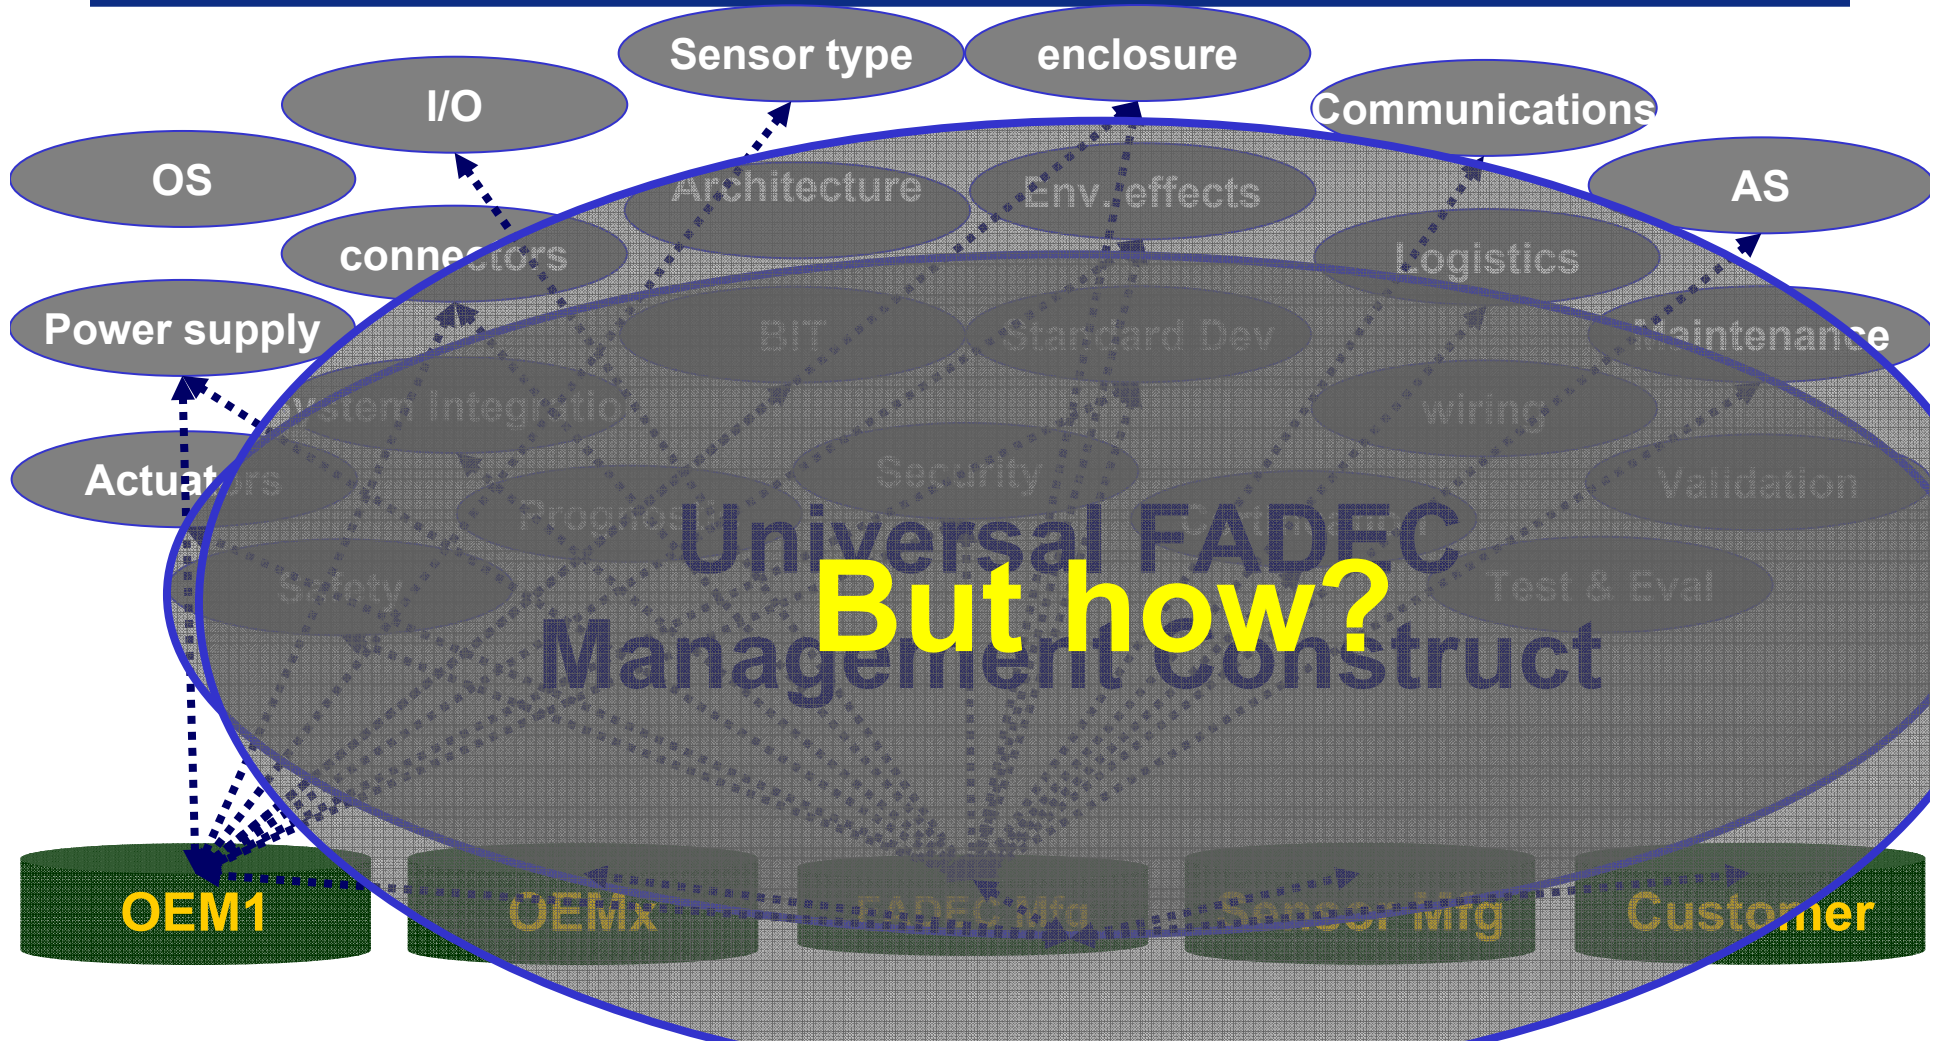 Sensor type
enclosure
I/O
Communications
OS
Architecture
Env. effects
AS
connectors
Logistics
Power supply
BIT
Standard Dev
Maintenance
System Integration
wiring
Actuators
Security
Validation
Prognosis
Universal FADEC
Management Construct
But how?
Safety
Test & Eval
OEM1
OEMx
FADEC Mfg
Sensor Mfg
Customer